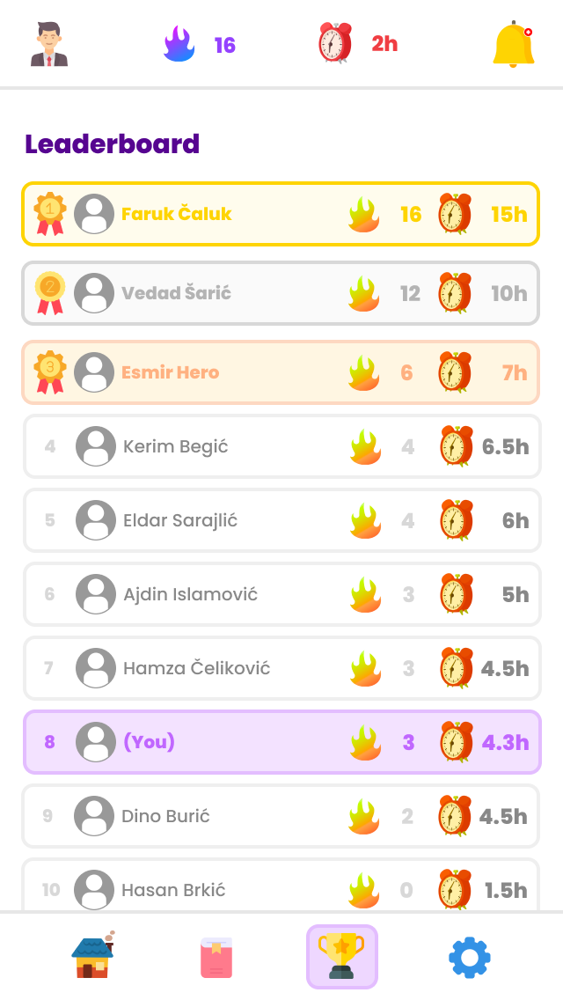 16 2h
Leaderboard
1 Faruk Čaluk 16 15h
2 Vedad Šarić 12 10h
3 Esmir Hero 6 7h
4 Kerim Begić 4 6.5h
5 Eldar Sarajlić 4 6h
6 Ajdin Islamović 3 5h
7 Hamza Čeliković 3 4.5h
8 (You) 3 4.3h
9 Dino Burić 2 4.5h
10 Hasan Brkić 0 1.5h